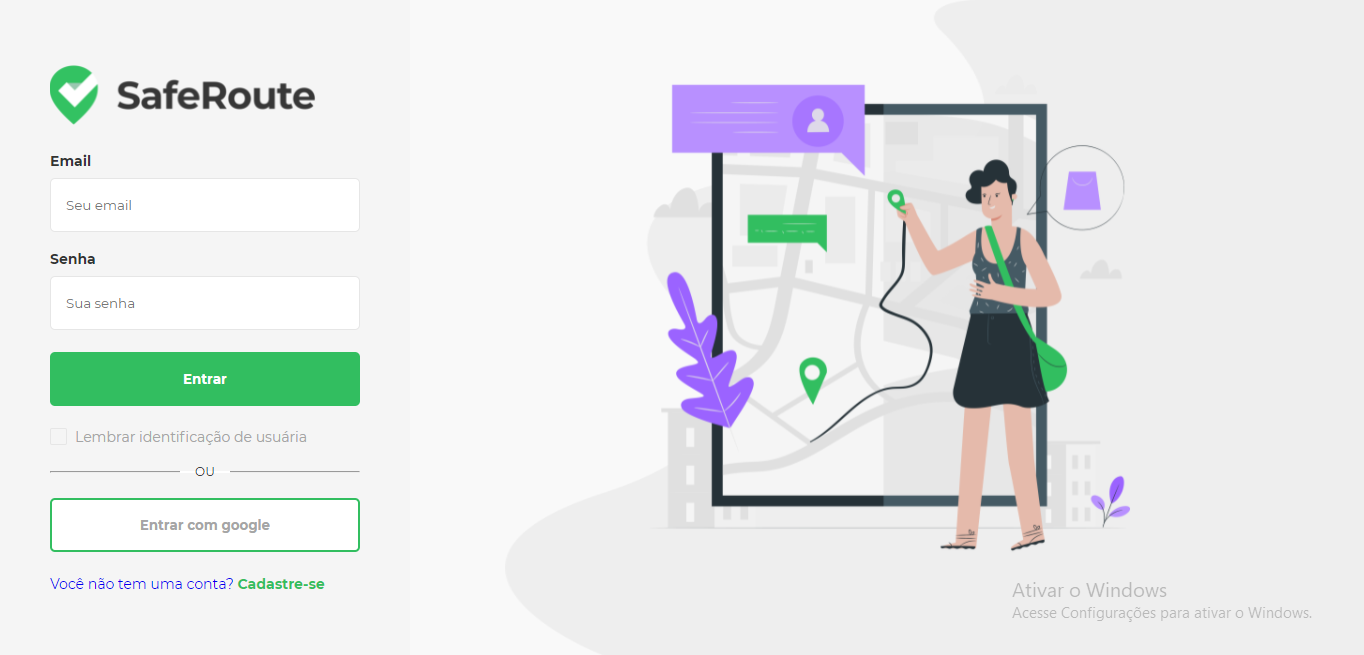 SafeRoute
Email
Seu email
Senha
Sua senha
Entrar
Lembrar identificação de usuária
OU
Entrar com google
Você não tem uma conta? Cadastre-se
Ativar o Windows
Acesse Configurações para ativar o Windows.